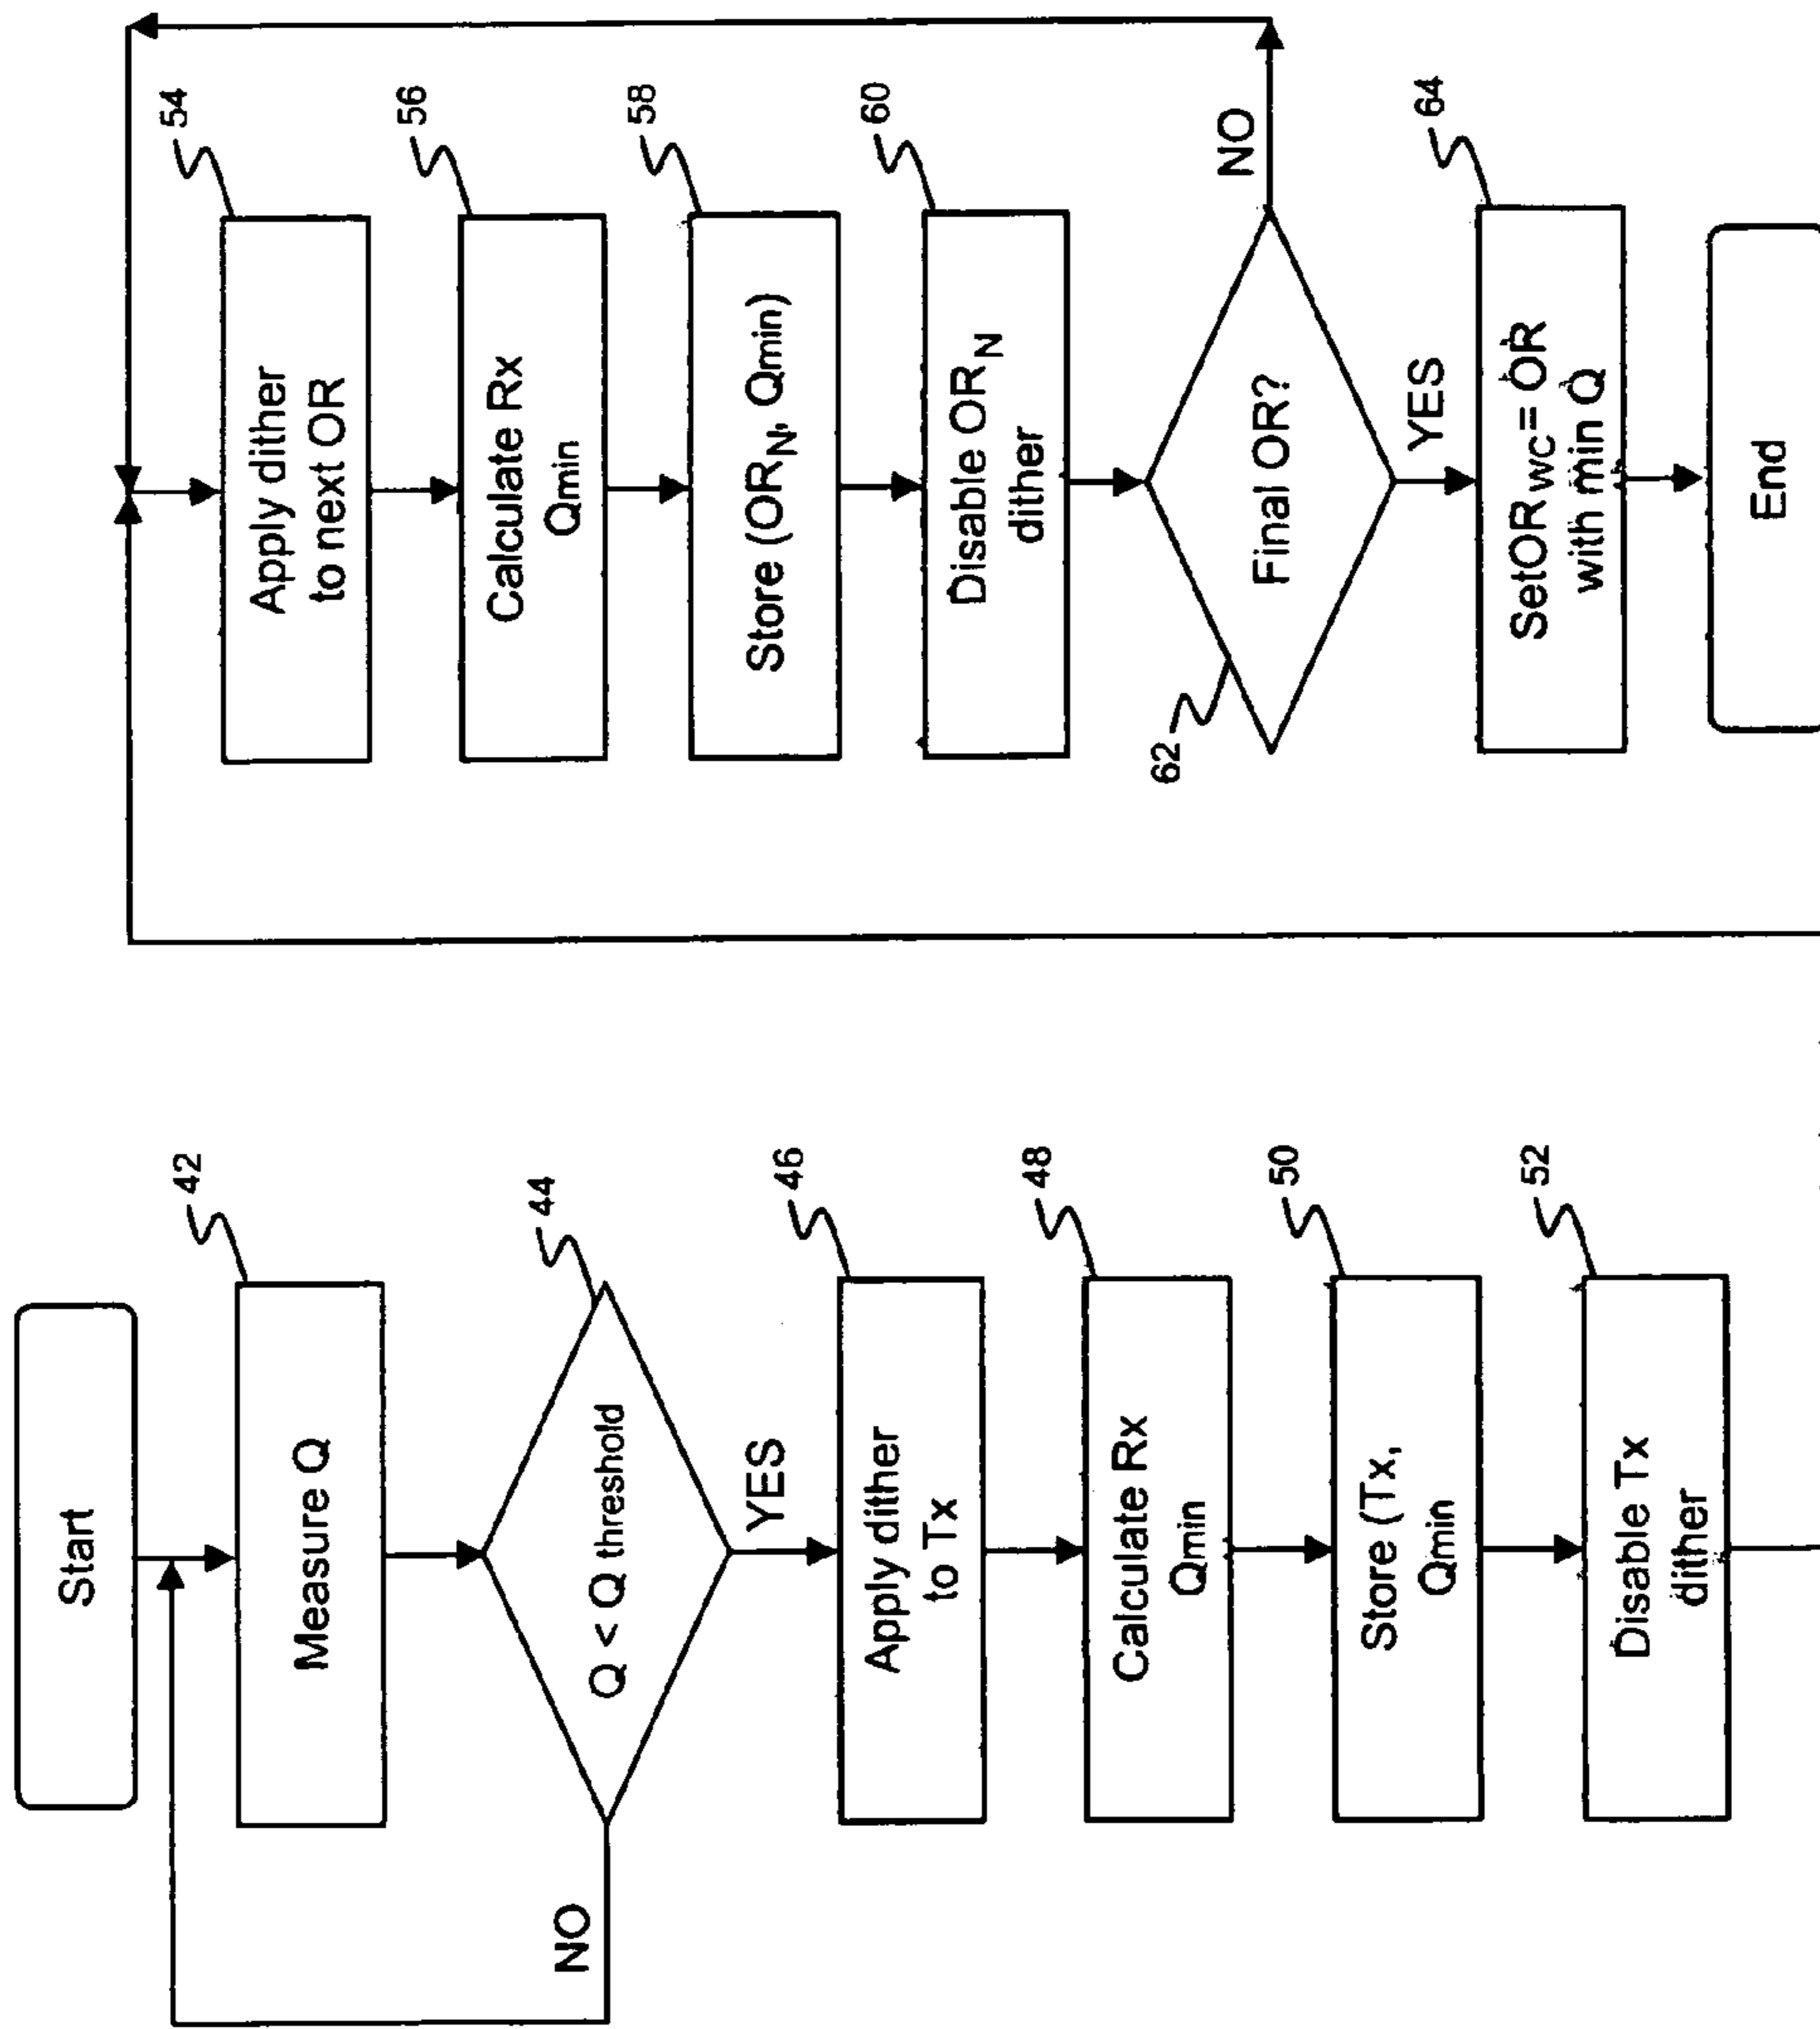 Start
42
Measure Q
44
Q < Q threshold
NO
YES
46
Apply dither
to Tx
48
Calculate Rx
Qmin
50
Store (Tx,
Qmin
52
Disable Tx
dither
54
Apply dither
to next OR
56
Calculate Rx
Qmin
58
Store (ORN, Qmin)
60
Disable ORN
dither
62
Final OR?
NO
YES
64
SetORWC= OR
with min Q
End